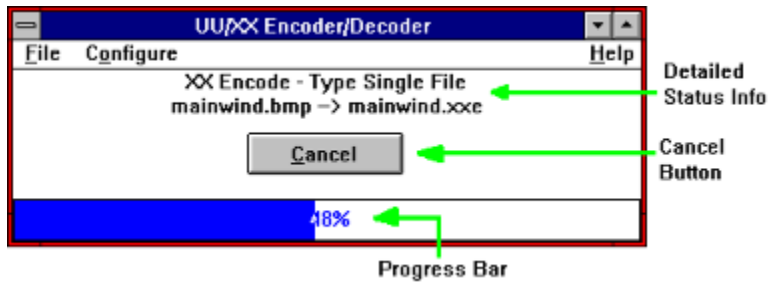 UU/XX Encoder/Decoder
File Configure Help
XX Encode - Type Single File
mainwind.bmp -> mainwind.xxe
Detailed
Status Info
Cancel
Cancel
Button
48%
Progress Bar